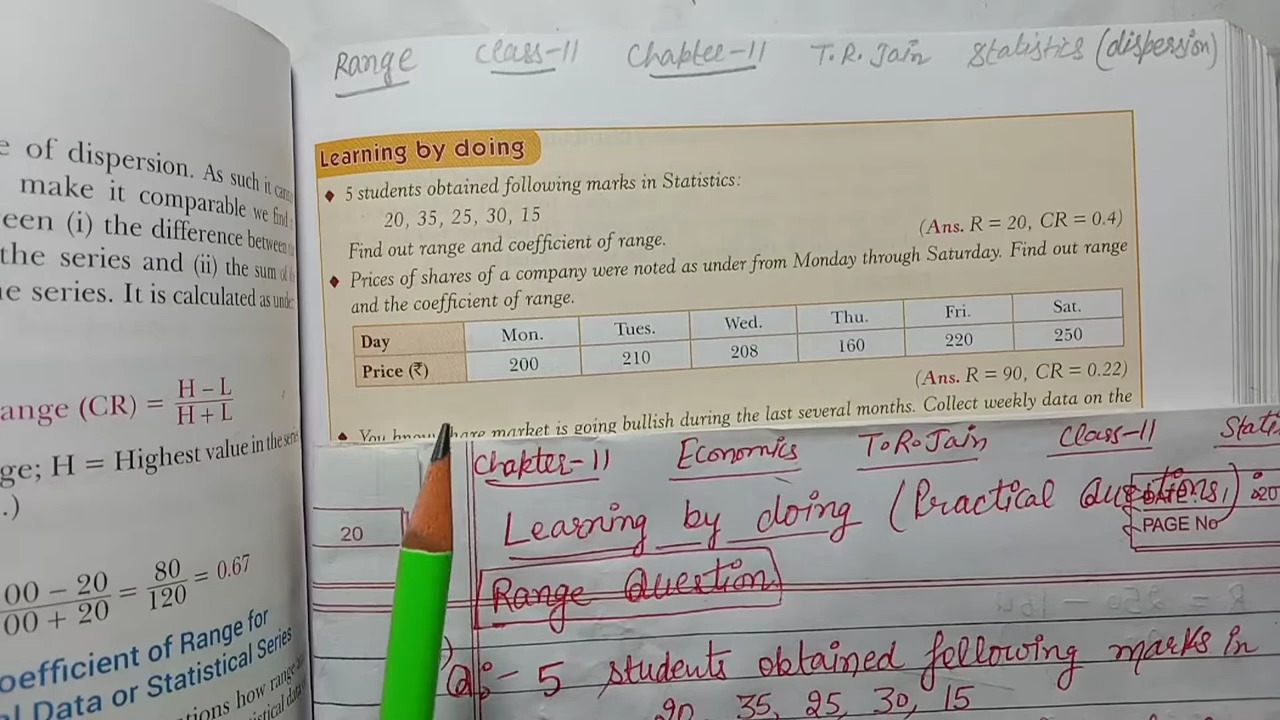 Range class-11 Chapter-11 T.R. Jain Statistics (dispersion)
e of dispersion. As such it
make it comparable we find
een (i) the difference between
the series and (ii) the sum of
e series. It is calculated as
ange (CR) = H – L / H + L
ge; H = Highest value in the
.)
00 – 20 / 00 + 20 = 80 / 120 = 0.67
oefficient of Range for
l Data or Statistical Series
tions how
Learning by doing
♦ 5 students obtained following marks in Statistics:
20, 35, 25, 30, 15
Find out range and coefficient of range.
(Ans. R = 20, CR = 0.4)
♦ Prices of shares of a company were noted as under from Monday through Saturday. Find out range
and the coefficient of range.
Day Mon. Tues. Wed. Thu. Fri. Sat.
Price (₹) 200 210 208 160 220 250
(Ans. R = 90, CR = 0.22)
♦ You market is going bullish during the last several months. Collect weekly data on the
Chapter-11 Economics T.R.Jain Class-11
Learning by doing (Practical Questions)
PAGE No
20
Range Question
Q:- 5 students obtained following marks in
20, 35, 25, 30, 15